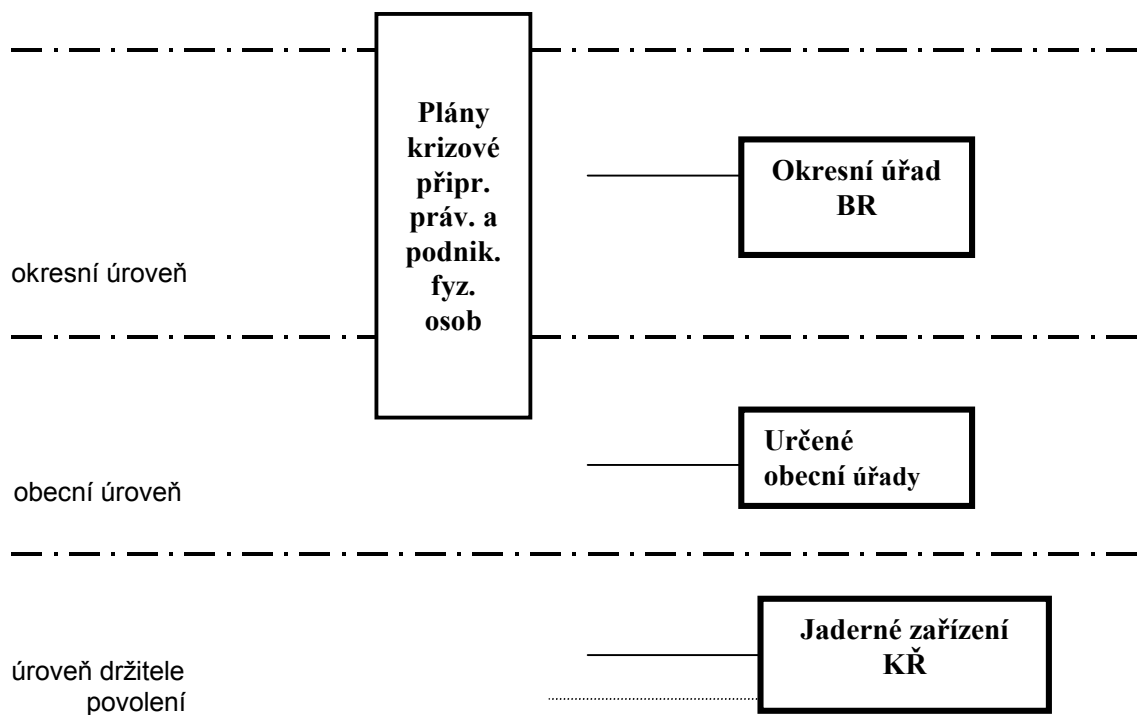 Plány
krizové
přípr.
práv. a
podnik.
fyz.
osob
Okresní úřad
BR
okresní úroveň
Určené
obecní úřady
obecní úroveň
Jaderné zařízení
KŘ
úroveň držitele
povolení